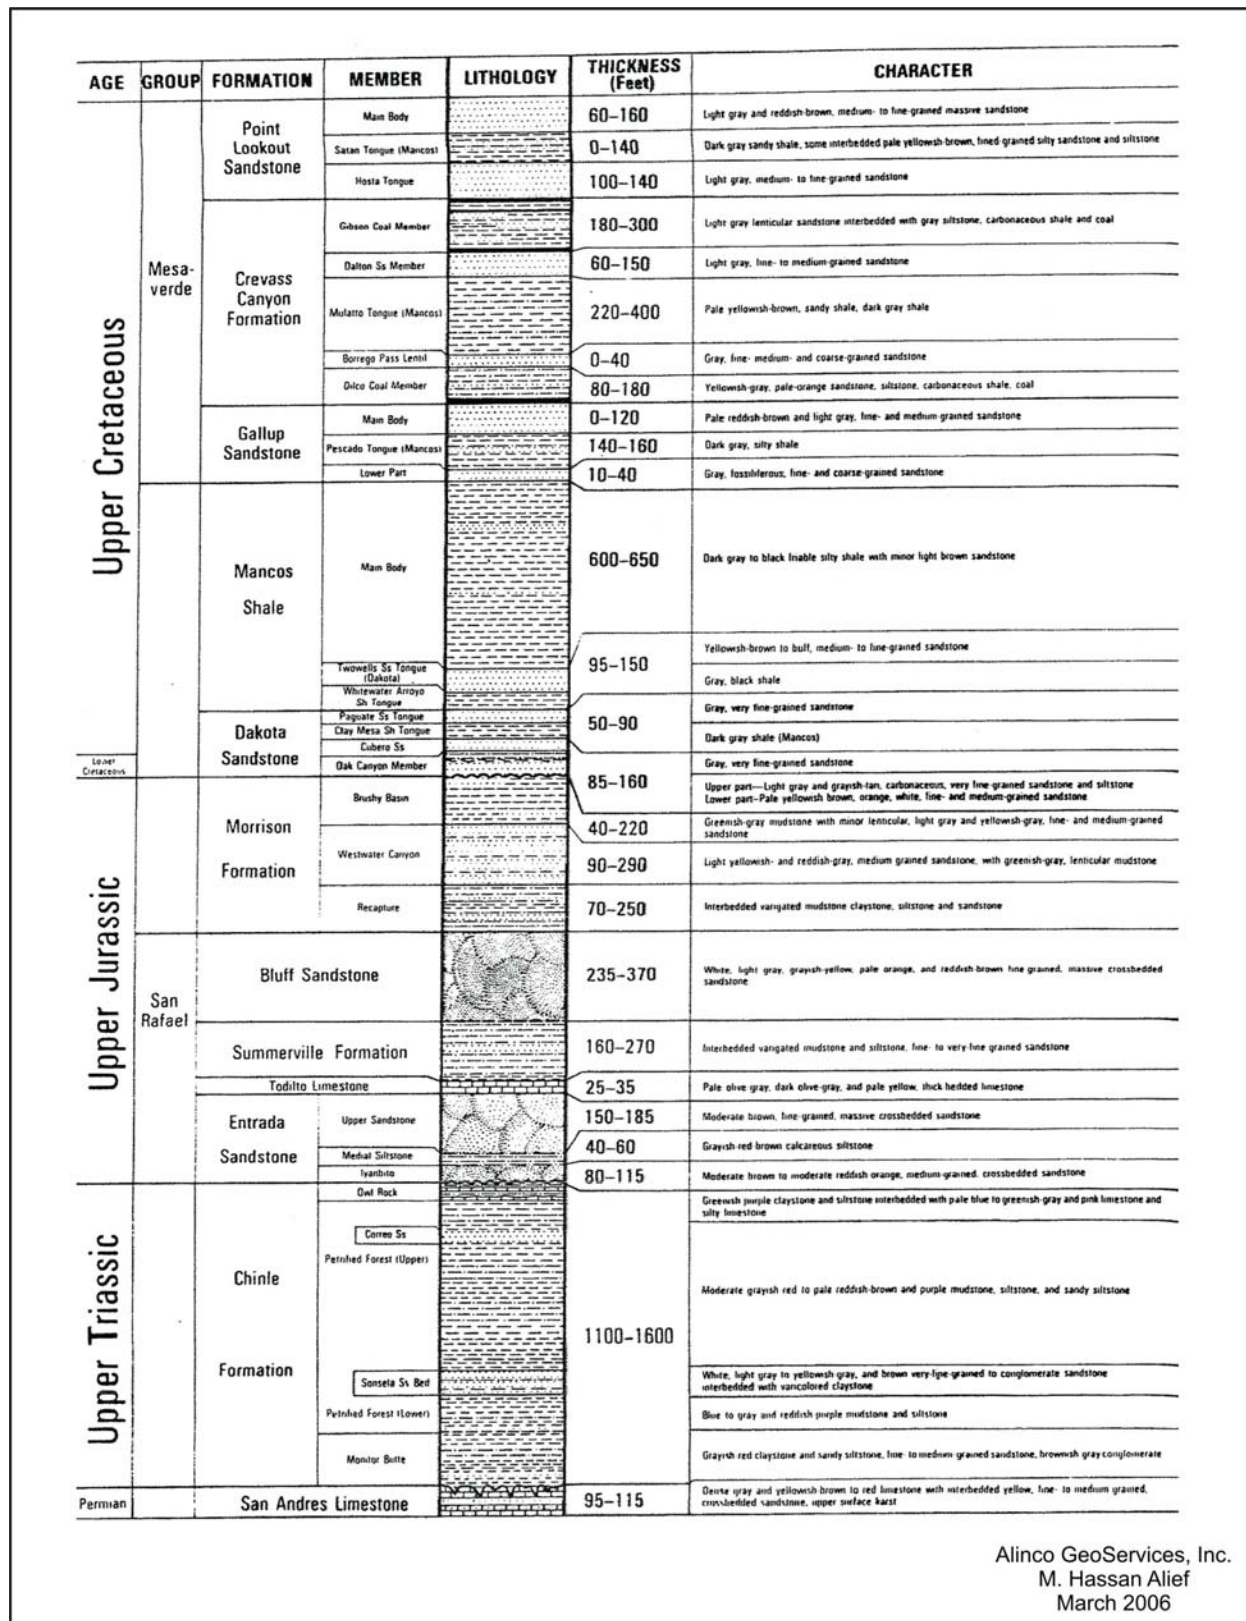 AGE GROUP FORMATION MEMBER LITHOLOGY THICKNESS (Feet) CHARACTER
Upper Cretaceous
Mesa-
verde
Point
Lookout
Sandstone
Main Body 60–160 Light gray and reddish-brown, medium- to fine-grained massive sandstone
Satan Tongue (Mancos) 0–140 Dark gray sandy shale, some interbedded pale yellowish-brown, fined grained silty sandstone and siltstone
Hosta Tongue 100–140 Light gray, medium- to fine-grained sandstone
Crevass
Canyon
Formation
Gibson Coal Member 180–300 Light gray lenticular sandstone interbedded with gray siltstone, carbonaceous shale and coal
Dalton Ss Member 60–150 Light gray, fine- to medium-grained sandstone
Mulatto Tongue (Mancos) 220–400 Pale yellowish-brown, sandy shale, dark gray shale
Borrego Pass Lentil 0–40 Gray, fine- medium- and coarse-grained sandstone
Dilco Coal Member 80–180 Yellowish-gray, pale-orange sandstone, siltstone, carbonaceous shale, coal
Gallup
Sandstone
Main Body 0–120 Pale reddish-brown and light gray, fine- and medium-grained sandstone
Pescado Tongue (Mancos) 140–160 Dark gray, silty shale
Lower Part 10–40 Gray, fossiliferous, fine- and coarse-grained sandstone
Mancos
Shale
Main Body 600–650 Dark gray to black friable silty shale with minor light brown sandstone
Twowells Ss Tongue
(Dakota)
95–150 Yellowish-brown to buff, medium- to fine-grained sandstone
Whitewater Arroyo
Sh Tongue
Gray, black shale
Dakota
Sandstone
Paguate Ss Tongue 50–90 Gray, very fine-grained sandstone
Clay Mesa Sh Tongue Dark gray shale (Mancos)
Cubero Ss Gray, very fine-grained sandstone
Lower
Cretaceous
Oak Canyon Member 85–160 Upper part—Light gray and grayish-tan, carbonaceous, very fine-grained sandstone and siltstone
Lower part–Pale yellowish brown, orange, white, fine- and medium-grained sandstone
Upper Jurassic
Morrison
Formation
Brushy Basin 40–220 Greenish-gray mudstone with minor lenticular, light gray and yellowish-gray, fine- and medium-grained
sandstone
Westwater Canyon 90–290 Light yellowish- and reddish-gray, medium grained sandstone, with greenish-gray, lenticular mudstone
Recapture 70–250 Interbedded varigated mudstone claystone, siltstone and sandstone
San
Rafael
Bluff Sandstone 235–370 White, light gray, grayish-yellow, pale orange, and reddish-brown fine grained, massive crossbedded
sandstone
Summerville Formation 160–270 Interbedded varigated mudstone and siltstone, fine- to very-fine grained sandstone
Todilto Limestone 25–35 Pale olive gray, dark olive-gray, and pale yellow, thick bedded limestone
Entrada
Sandstone
Upper Sandstone 150–185 Moderate brown, fine-grained, massive crossbedded sandstone
Medial Siltstone 40–60 Grayish-red brown calcareous siltstone
Iyanbito 80–115 Moderate brown to moderate reddish orange, medium-grained, crossbedded sandstone
Upper Triassic
Chinle
Formation
1100–1600
Owl Rock Greenish purple claystone and siltstone interbedded with pale blue to greenish-gray and pink limestone and
silty limestone
Correo Ss
Petrified Forest (Upper) Moderate grayish red to pale reddish-brown and purple mudstone, siltstone, and sandy siltstone
Sonsela Ss Bed White, light gray to yellowish gray, and brown very-fine-grained to conglomerate sandstone
interbedded with varicolored claystone
Petrified Forest (Lower) Blue to gray and reddish purple mudstone and siltstone
Monitor Butte Grayish red claystone and sandy siltstone, fine- to medium-grained sandstone, brownish gray conglomerate
Permian San Andres Limestone 95–115 Dense gray and yellowish-brown to red limestone with interbedded yellow, fine- to medium grained,
crossbedded sandstone, upper surface karst
Alinco GeoServices, Inc.
M. Hassan Alief
March 2006